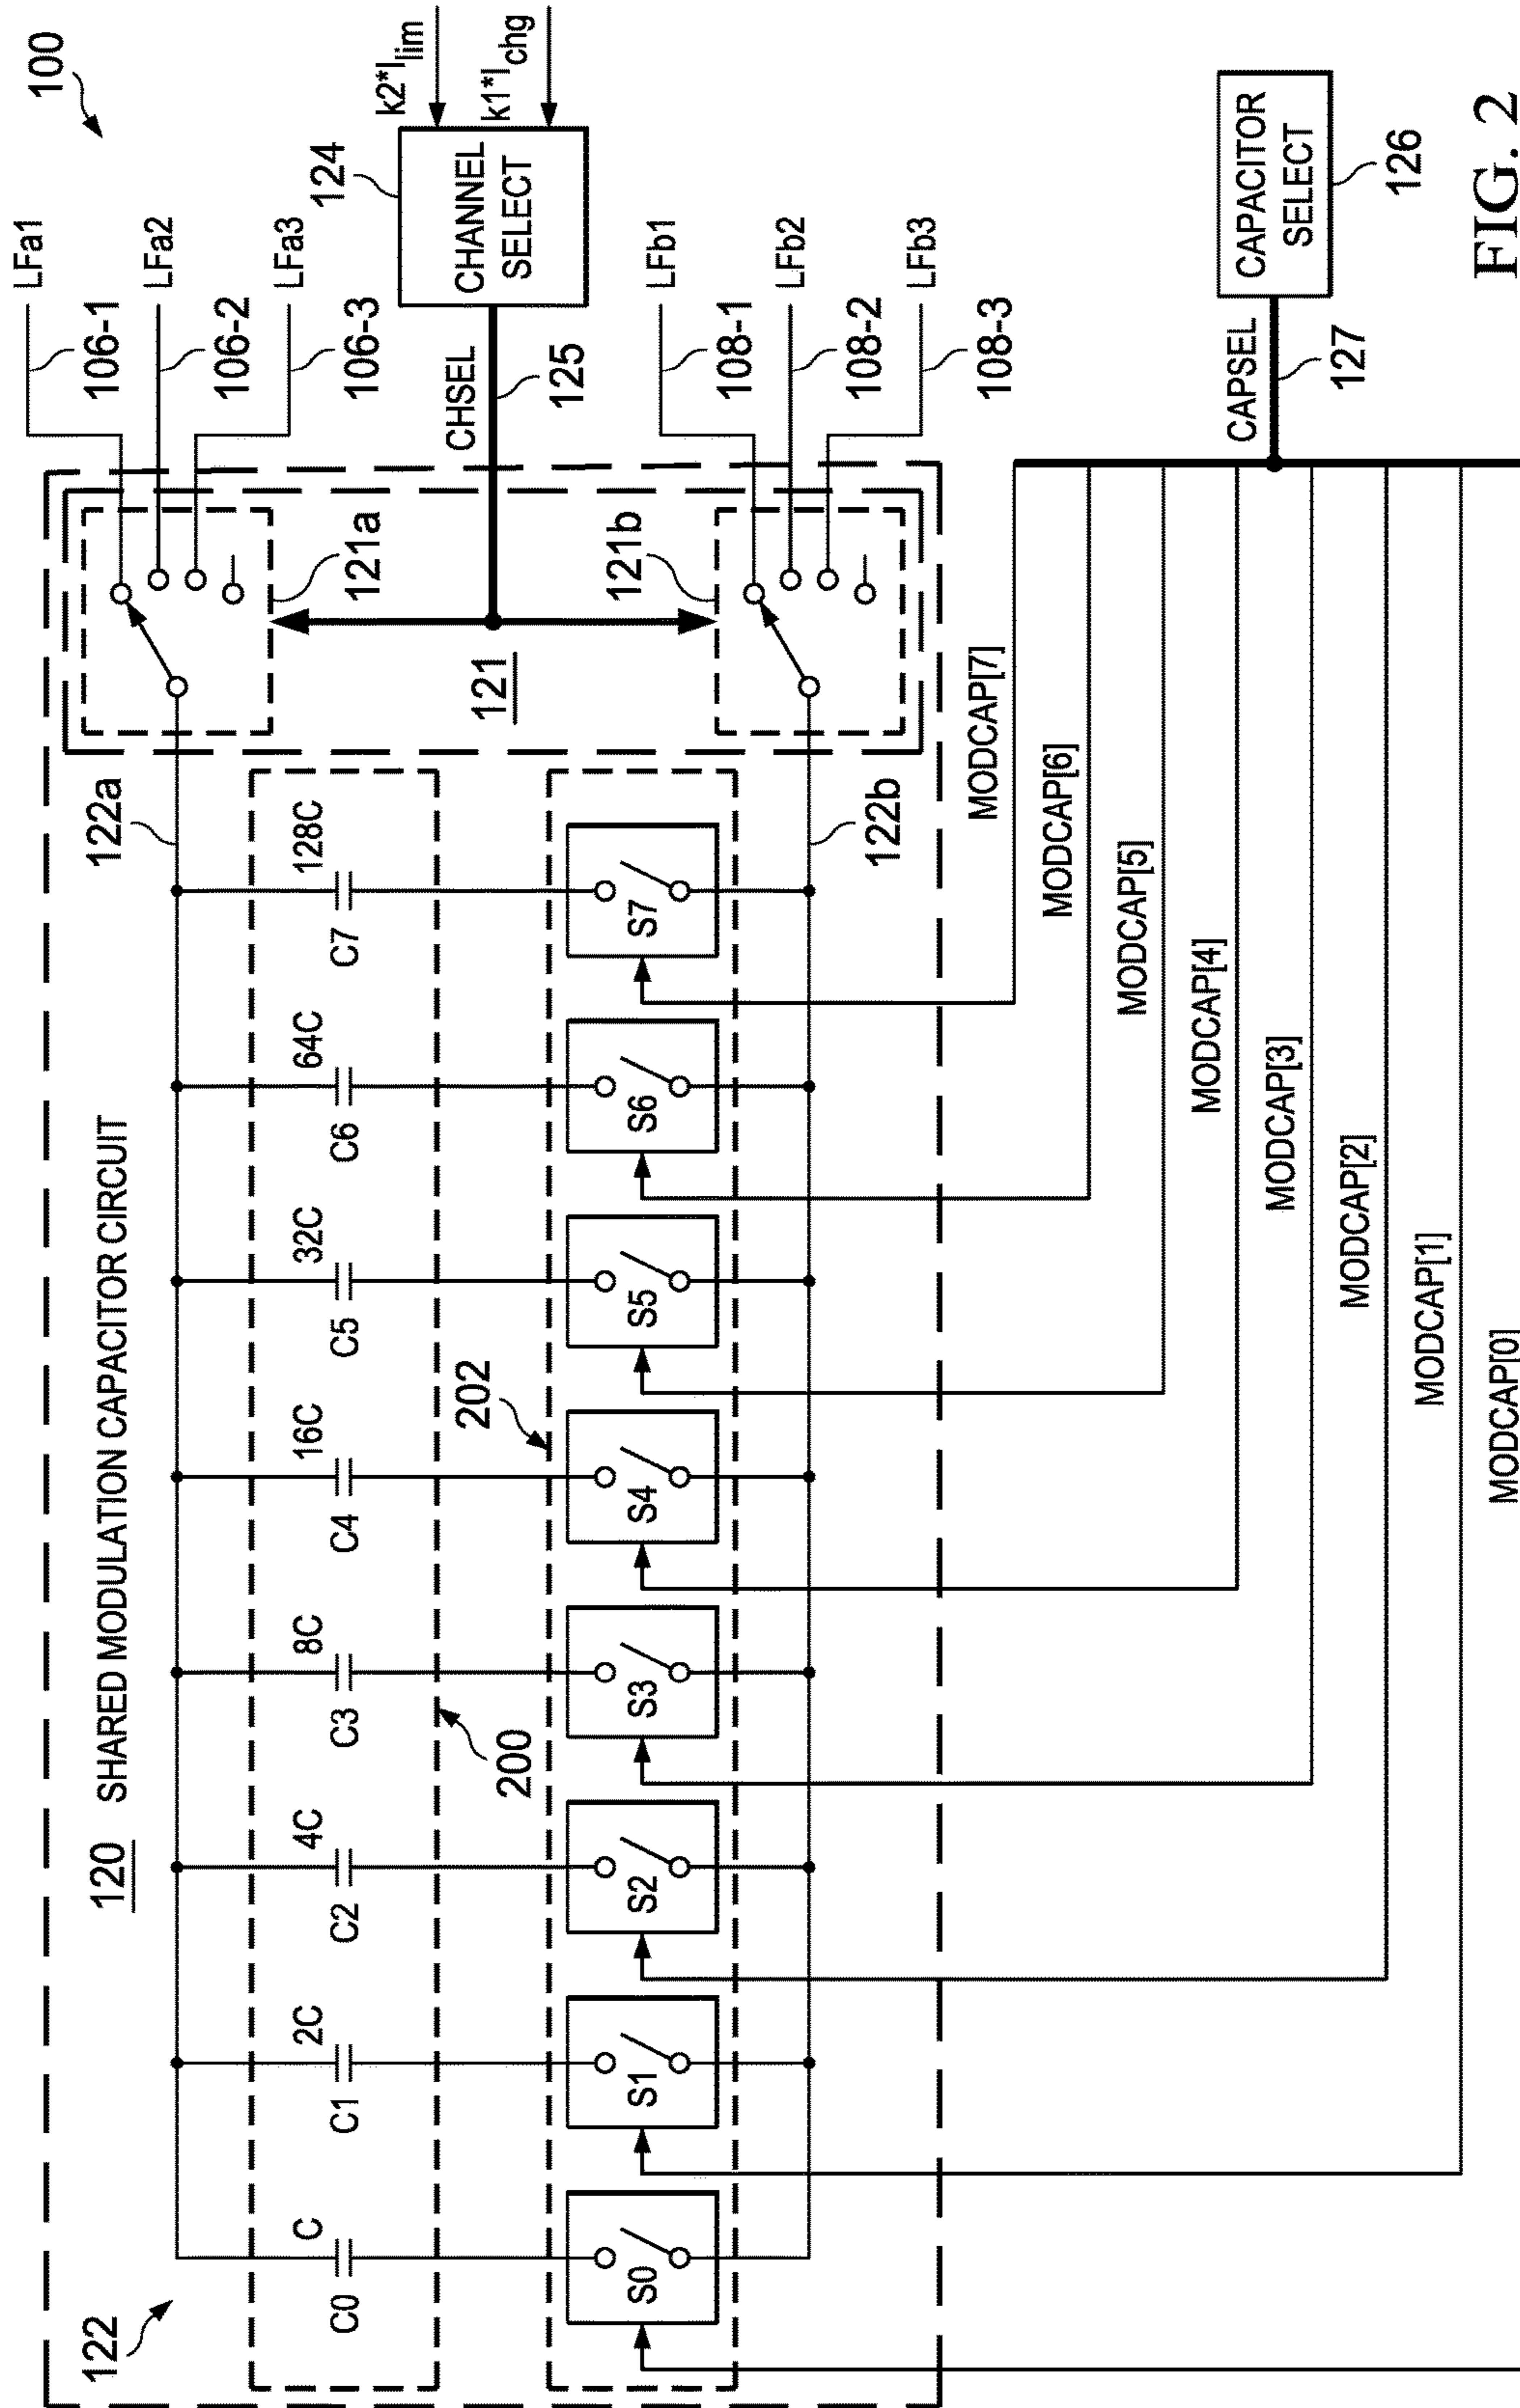 100
122
120 SHARED MODULATION CAPACITOR CIRCUIT
122a
LFa1
106-1
LFa2
106-2
LFa3
106-3
121a
124
CHANNEL
SELECT
k2*Ilim
k1*Ichg
CHSEL
125
121
C0 C
C1 2C
C2 4C
C3 8C
C4 16C
C5 32C
C6 64C
C7 128C
200
202
S0
S1
S2
S3
S4
S5
S6
S7
121b
122b
LFb1
108-1
LFb2
108-2
LFb3
108-3
MODCAP[7]
MODCAP[6]
MODCAP[5]
MODCAP[4]
MODCAP[3]
MODCAP[2]
MODCAP[1]
MODCAP[0]
CAPSEL
127
CAPACITOR
SELECT
126
FIG. 2